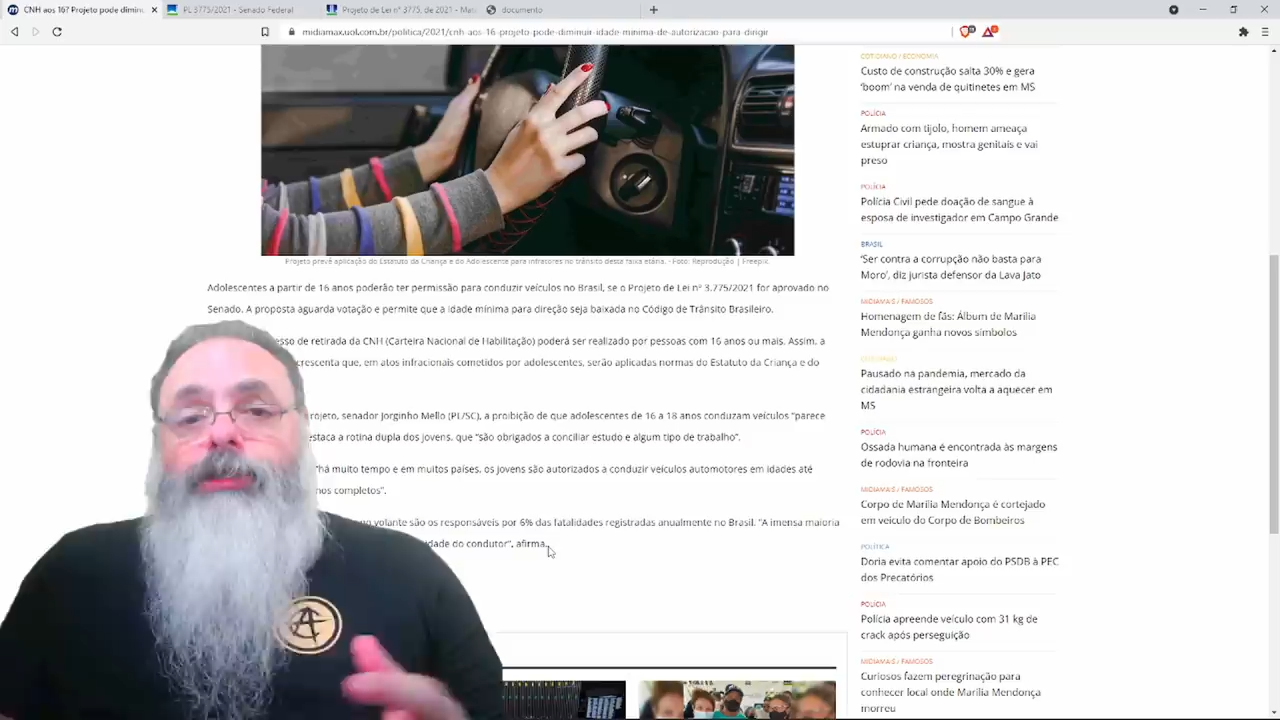 CNH aos 16? Projeto pode diminu
PL 3775/2021 - Senado Federal
Projeto de Lei nº 3775, de 2021 - Mat
documento
midiamax.uol.com.br/politica/2021/cnh-aos-16-projeto-pode-diminuir-idade-minima-de-autorizacao-para-dirigir
Projeto prevê aplicação do Estatuto da Criança e do Adolescente para infratores no trânsito desta faixa etária. - Foto: Reprodução | Freepik.
Adolescentes a partir de 16 anos poderão ter permissão para conduzir veículos no Brasil, se o Projeto de Lei nº 3.775/2021 for aprovado no
Senado. A proposta aguarda votação e permite que a idade mínima para direção seja baixada no Código de Trânsito Brasileiro.
sso de retirada da CNH (Carteira Nacional de Habilitação) poderá ser realizado por pessoas com 16 anos ou mais. Assim, a
crescenta que, em atos infracionais cometidos por adolescentes, serão aplicadas normas do Estatuto da Criança e do
rojeto, senador Jorginho Mello (PL/SC), a proibição de que adolescentes de 16 a 18 anos conduzam veículos "parece
estaca a rotina dupla dos jovens, que "são obrigados a conciliar estudo e algum tipo de trabalho".
"há muito tempo e em muitos países, os jovens são autorizados a conduzir veículos automotores em idades até
nos completos".
volante são os responsáveis por 6% das fatalidades registradas anualmente no Brasil. "A imensa maioria
idade do condutor", afirma.
COTIDIANO / ECONOMIA
Custo de construção salta 30% e gera
'boom' na venda de quitinetes em MS
POLÍCIA
Armado com tijolo, homem ameaça
estuprar criança, mostra genitais e vai
preso
POLÍCIA
Polícia Civil pede doação de sangue à
esposa de investigador em Campo Grande
BRASIL
'Ser contra a corrupção não basta para
Moro', diz jurista defensor da Lava Jato
MIDIAMAIS / FAMOSOS
Homenagem de fãs: Álbum de Marília
Mendonça ganha novos símbolos
COTIDIANO
Pausado na pandemia, mercado da
cidadania estrangeira volta a aquecer em
MS
POLÍCIA
Ossada humana é encontrada às margens
de rodovia na fronteira
MIDIAMAIS / FAMOSOS
Corpo de Marília Mendonça é cortejado
em veículo do Corpo de Bombeiros
POLÍTICA
Doria evita comentar apoio do PSDB à PEC
dos Precatórios
POLÍCIA
Polícia apreende veículo com 31 kg de
crack após perseguição
MIDIAMAIS / FAMOSOS
Curiosos fazem peregrinação para
conhecer local onde Marília Mendonça
morreu